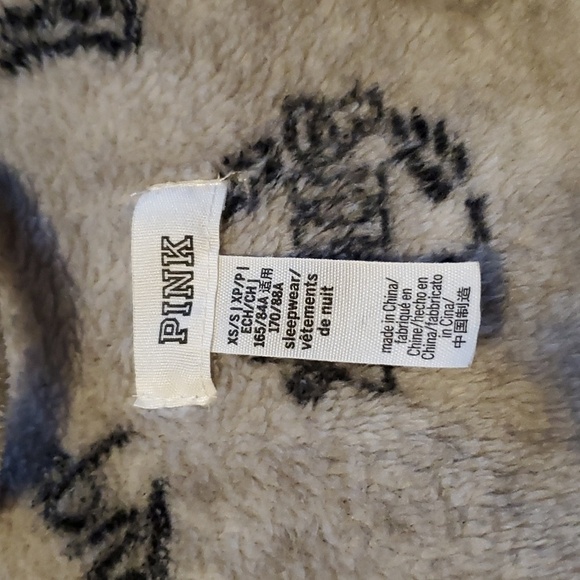 PINK
XS/S | XP/P |
ECH/CH |
165/84A 适用
170/88A
sleepwear/
vêtements
de nuit
made in China/
fabriqué en
Chine/hecho en
China/fabbricato
in Cina/
中国制造